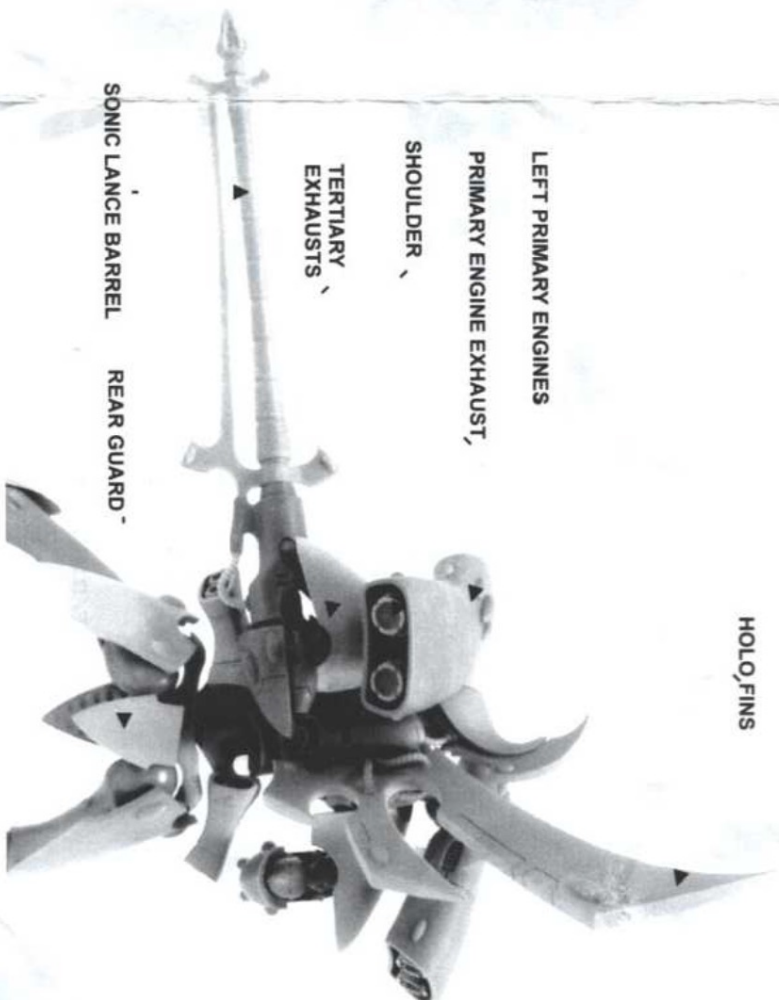 HOLO FINS
LEFT PRIMARY ENGINES
PRIMARY ENGINE EXHAUST
SHOULDER
TERTIARY
EXHAUSTS
SONIC LANCE BARREL
REAR GUARD